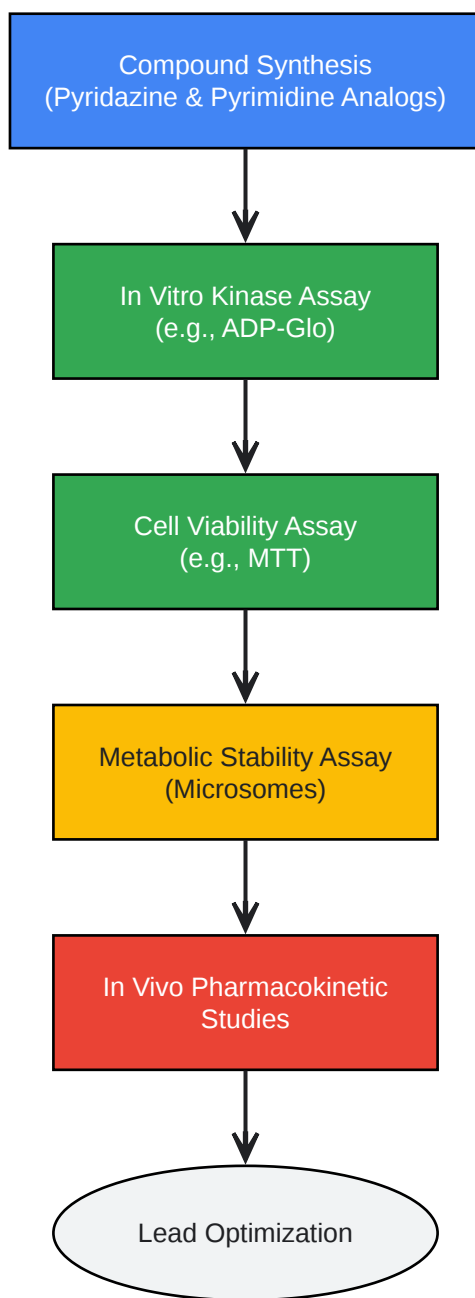 Compound Synthesis
(Pyridazine & Pyrimidine Analogs)
In Vitro Kinase Assay
(e.g., ADP-Glo)
Cell Viability Assay
(e.g., MTT)
Metabolic Stability Assay
(Microsomes)
In Vivo Pharmacokinetic
Studies
Lead Optimization